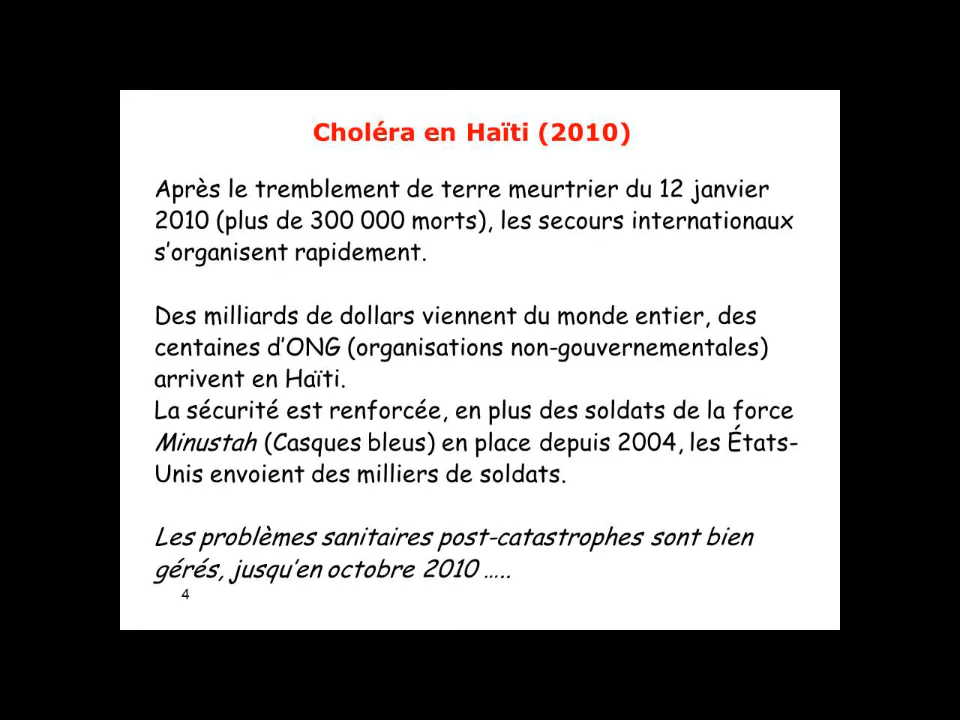 Choléra en Haïti (2010)
Après le tremblement de terre meurtrier du 12 janvier
2010 (plus de 300 000 morts), les secours internationaux
s’organisent rapidement.
Des milliards de dollars viennent du monde entier, des
centaines d’ONG (organisations non-gouvernementales)
arrivent en Haïti.
La sécurité est renforcée, en plus des soldats de la force
Minustah (Casques bleus) en place depuis 2004, les États-
Unis envoient des milliers de soldats.
Les problèmes sanitaires post-catastrophes sont bien
gérés, jusqu’en octobre 2010 …..
4